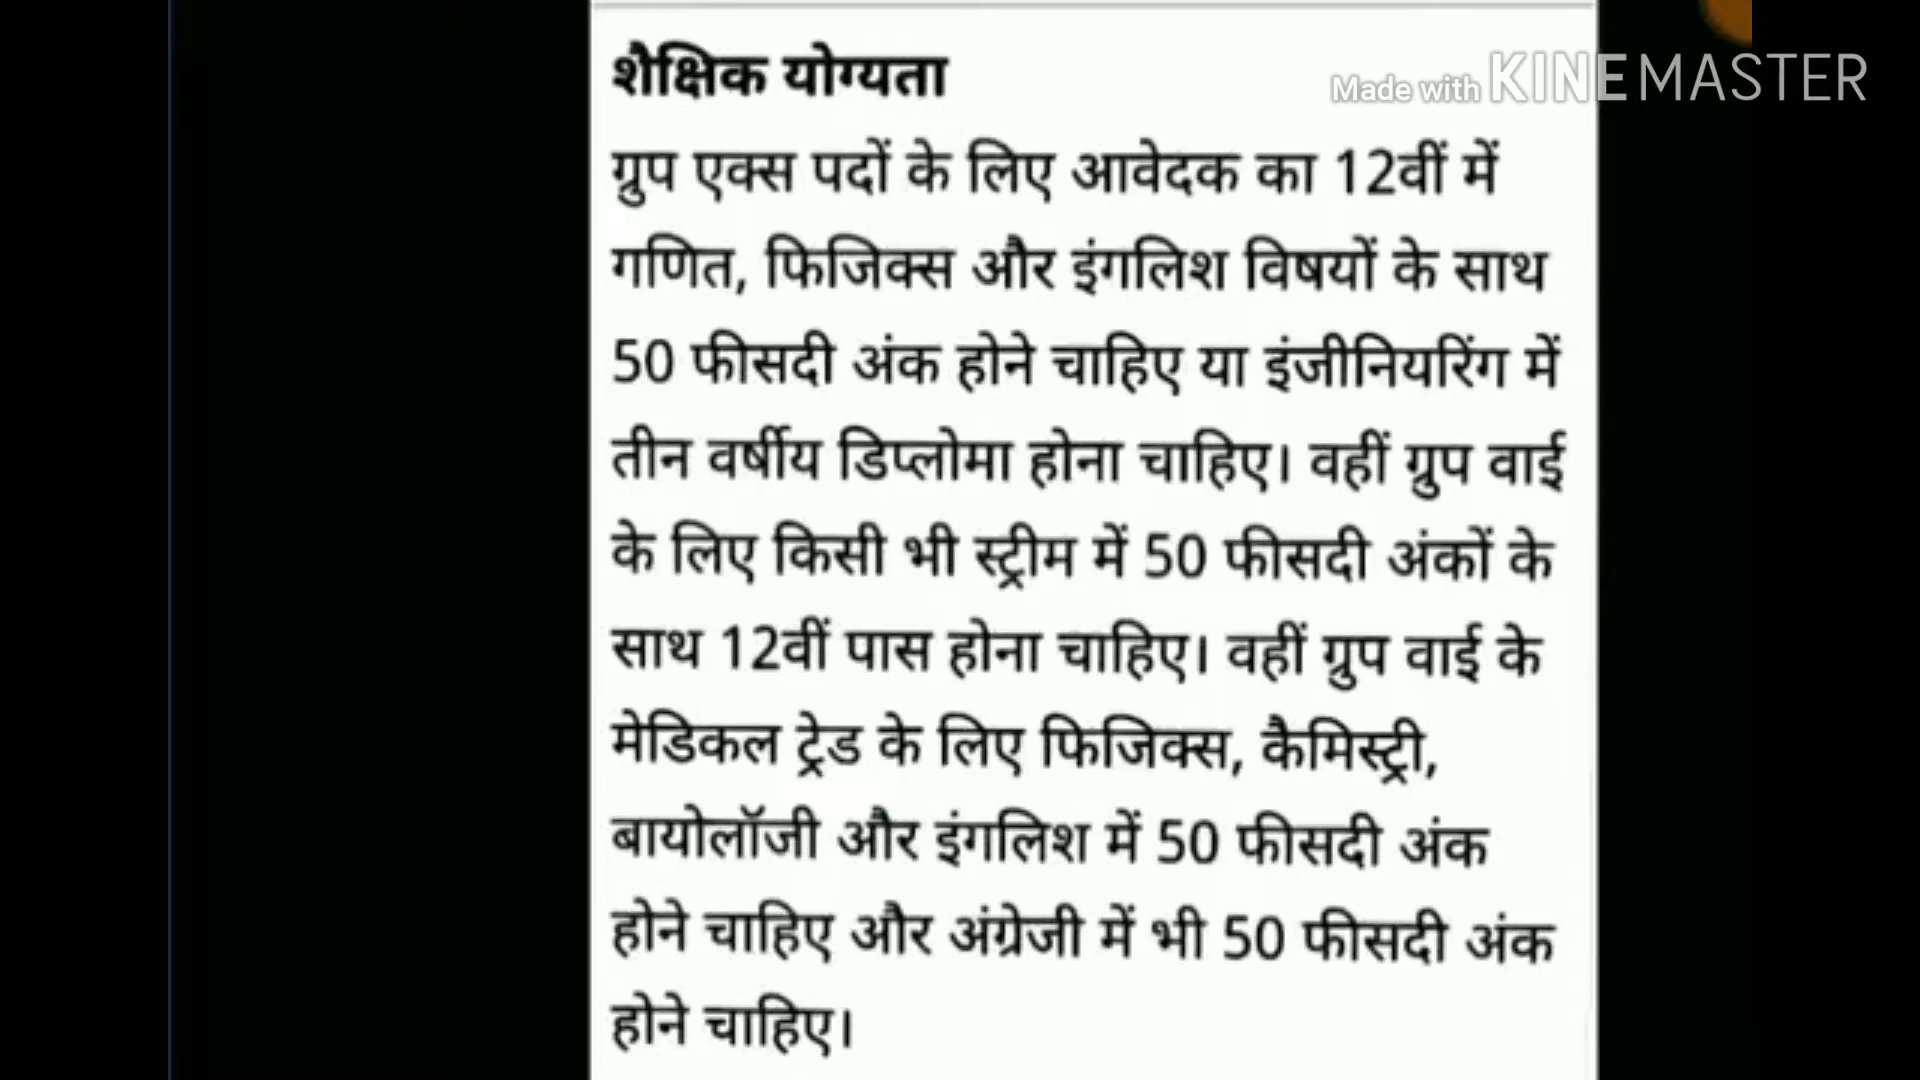 शैक्षिक योग्यता
Made with KINEMASTER
ग्रुप एक्स पदों के लिए आवेदक का 12वीं में
गणित, फिजिक्स और इंगलिश विषयों के साथ
50 फीसदी अंक होने चाहिए या इंजीनियरिंग में
तीन वर्षीय डिप्लोमा होना चाहिए। वहीं ग्रुप वाई
के लिए किसी भी स्ट्रीम में 50 फीसदी अंकों के
साथ 12वीं पास होना चाहिए। वहीं ग्रुप वाई के
मेडिकल ट्रेड के लिए फिजिक्स, कैमिस्ट्री,
बायोलॉजी और इंगलिश में 50 फीसदी अंक
होने चाहिए और अंग्रेजी में भी 50 फीसदी अंक
होने चाहिए।